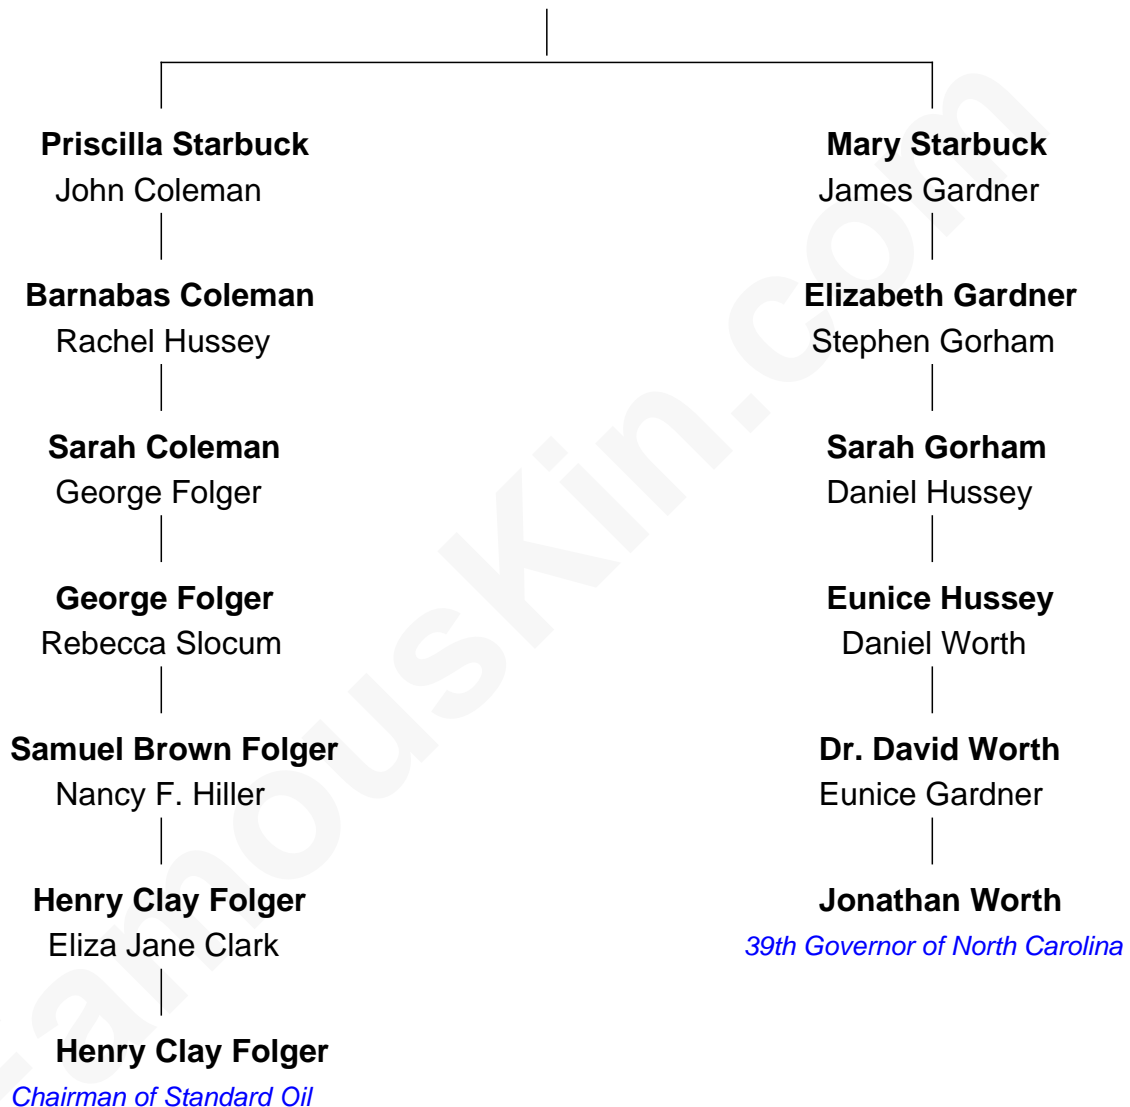 Priscilla Starbuck
John Coleman
Barnabas Coleman
Rachel Hussey
Sarah Coleman
George Folger
George Folger
Rebecca Slocum
Samuel Brown Folger
Nancy F. Hiller
Henry Clay Folger
Eliza Jane Clark
Henry Clay Folger
Chairman of Standard Oil
Mary Starbuck
James Gardner
Elizabeth Gardner
Stephen Gorham
Sarah Gorham
Daniel Hussey
Eunice Hussey
Daniel Worth
Dr. David Worth
Eunice Gardner
Jonathan Worth
39th Governor of North Carolina
FamousKin.com